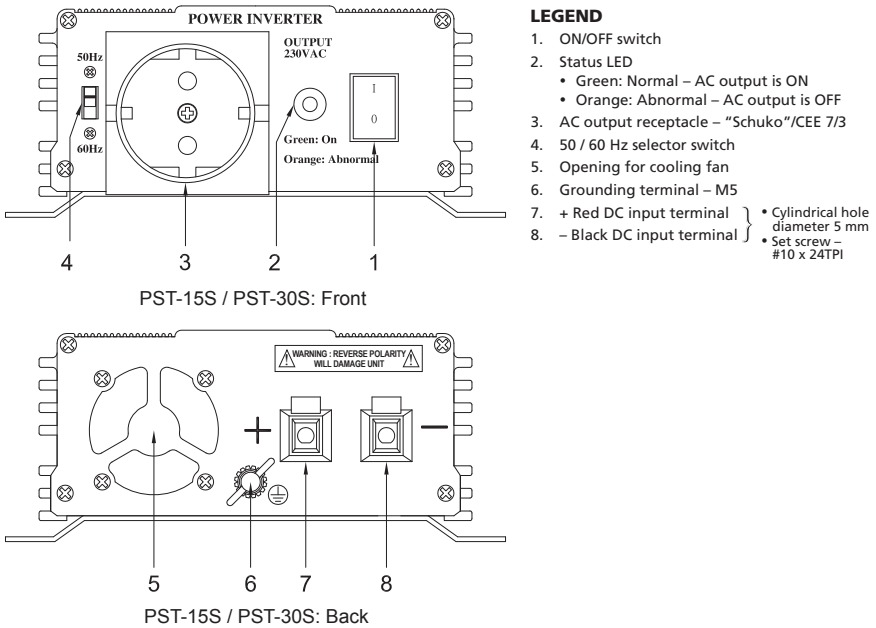 POWER INVERTER
OUTPUT
230VAC
50Hz
60Hz
I
0
Green: On
Orange: Abnormal
4
3
2
1
PST-15S / PST-30S: Front
WARNING : REVERSE POLARITY
WILL DAMAGE UNIT
+
–
5
6
7
8
PST-15S / PST-30S: Back
LEGEND
1. ON/OFF switch
2. Status LED
• Green: Normal – AC output is ON
• Orange: Abnormal – AC output is OFF
3. AC output receptacle – “Schuko”/CEE 7/3
4. 50 / 60 Hz selector switch
5. Opening for cooling fan
6. Grounding terminal – M5
7. + Red DC input terminal
8. – Black DC input terminal
• Cylindrical hole
diameter 5 mm
• Set screw –
#10 x 24TPI